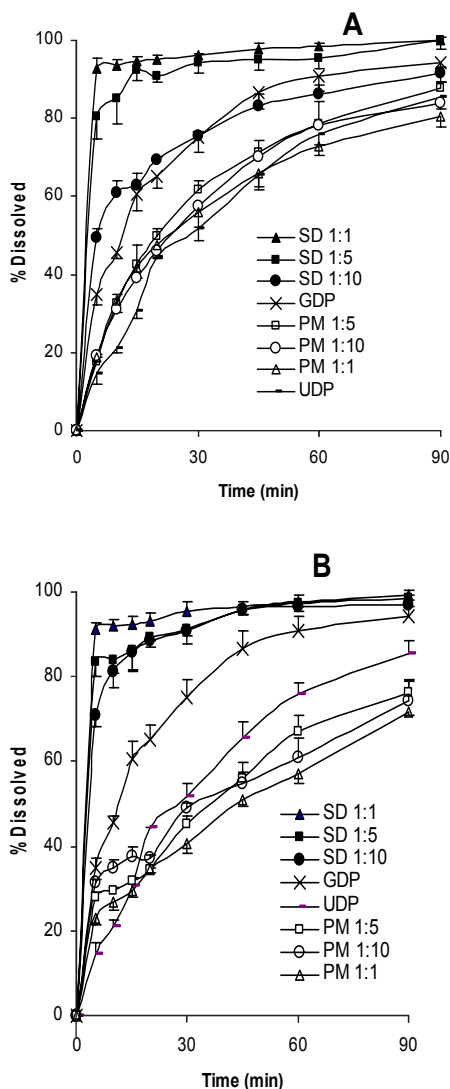 A
100
80
60
40
20
0
% Dissolved
SD 1:1
SD 1:5
SD 1:10
GDP
PM 1:5
PM 1:10
PM 1:1
UDP
0 30 60 90
Time (min)
B
100
80
60
40
20
0
% Dissolved
SD 1:1
SD 1:5
SD 1:10
GDP
UDP
PM 1:5
PM 1:10
PM 1:1
0 30 60 90
Time (min)